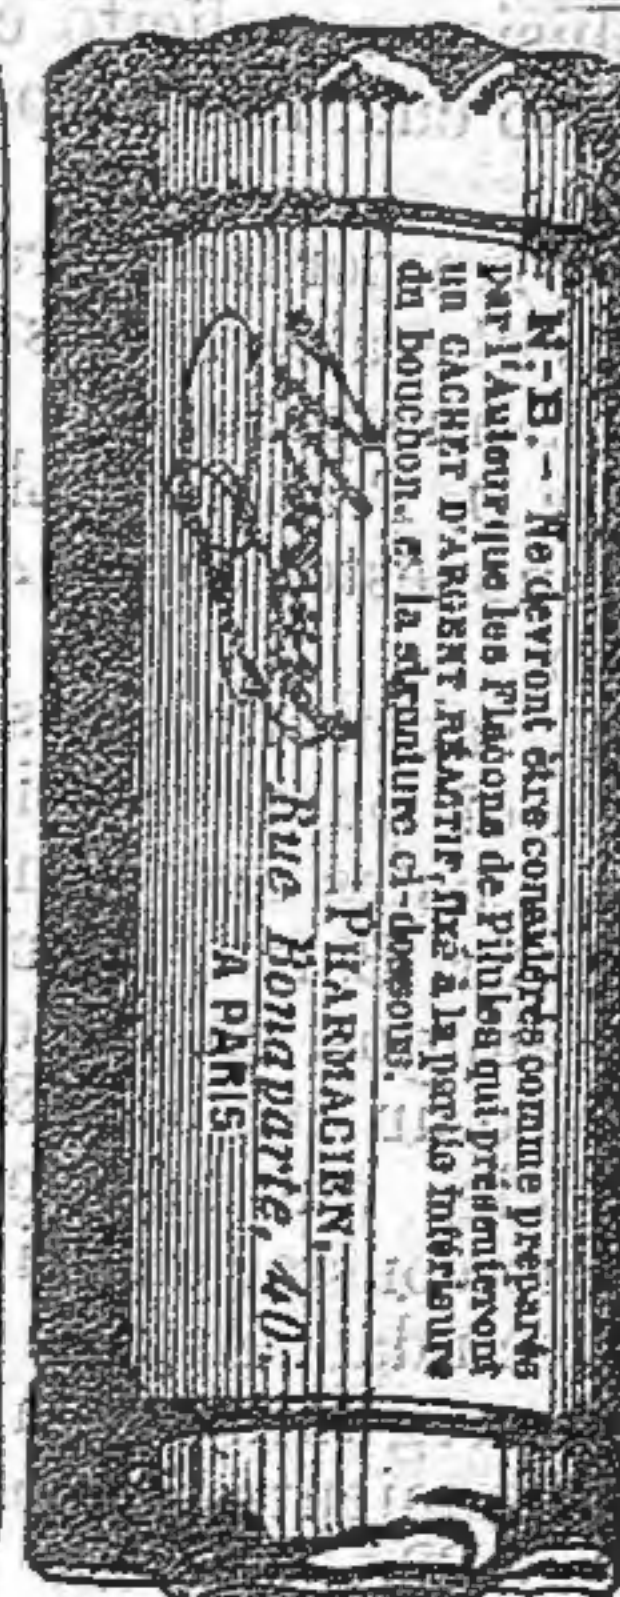 N.-B. — Ne devront être considérés comme préparés
par l'Auteur que les Flacons de Pilules qui présenteront
un CACHET D'ARGENT RÉACTIF, fixé à la partie inférieure
du bouchon, & la signature ci-dessous.
PHARMACIEN,
Rue Bonaparte, 40
A PARIS